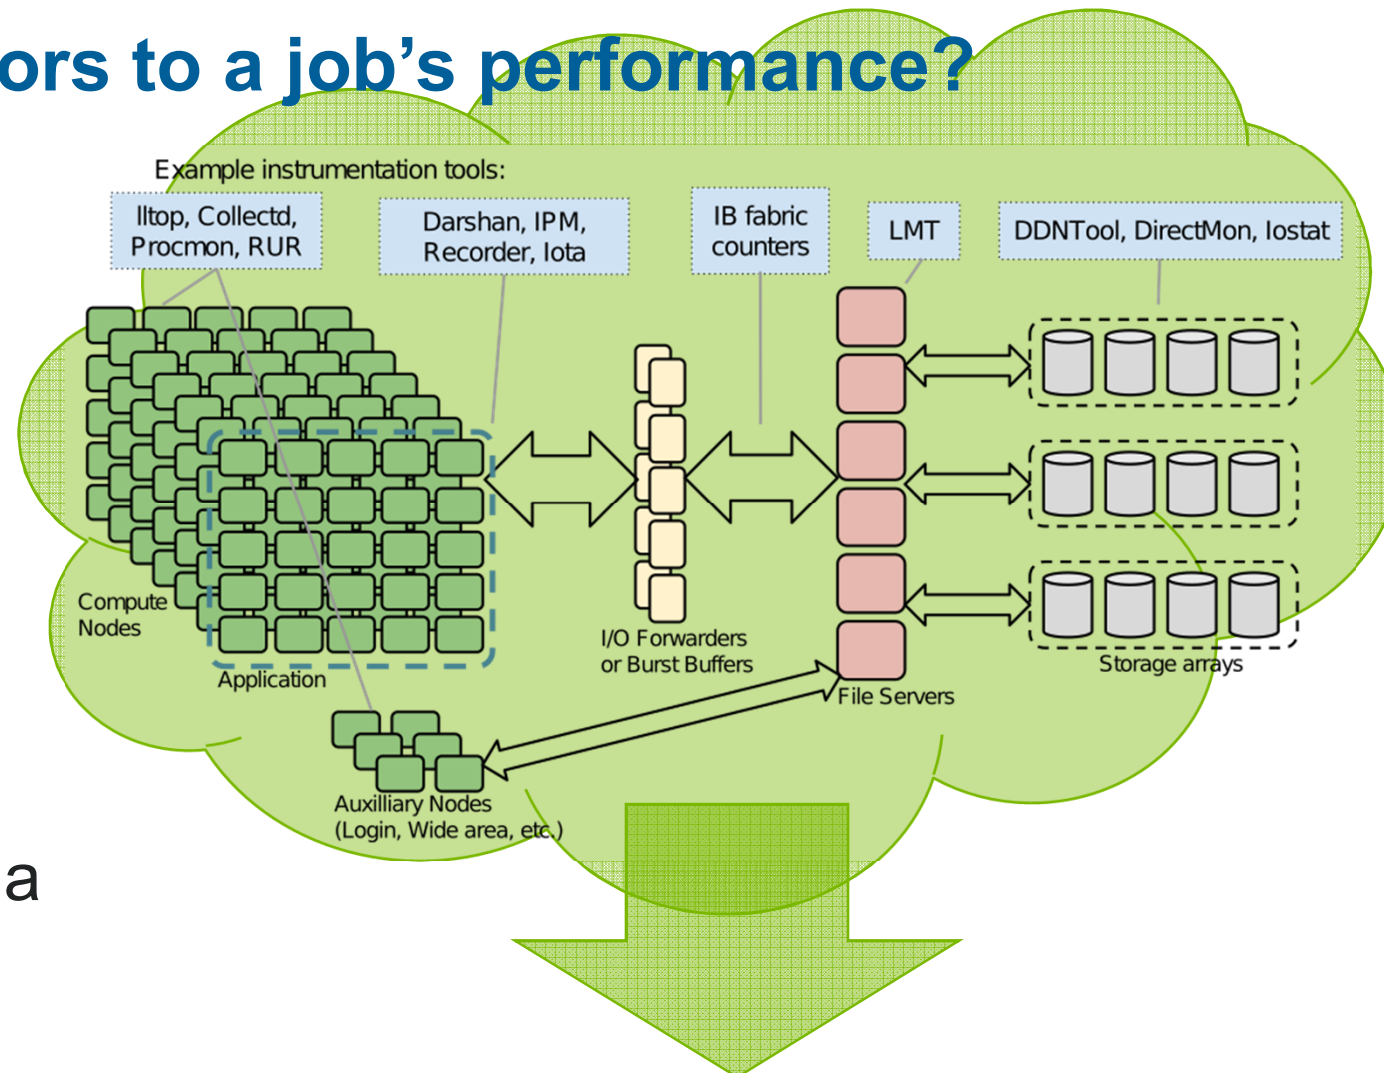 ors to a job’s performance?
Example instrumentation tools:
lltop, Collectd,
Procmon, RUR
Darshan, IPM,
Recorder, Iota
IB fabric
counters
LMT
DDNTool, DirectMon, Iostat
Compute
Nodes
Application
I/O Forwarders
or Burst Buffers
File Servers
Storage arrays
Auxilliary Nodes
(Login, Wide area, etc.)
a